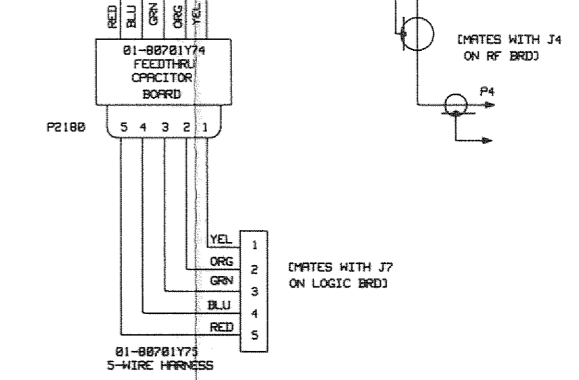 RED BLU GRN ORG YEL
01-80701Y74
FEEDTHRU
CPACITOR
BOARD
P2180 5 4 3 2 1
[MATES WITH J4
ON RF BRD]
P4
YEL 1
ORG 2
GRN 3
BLU 4
RED 5
[MATES WITH J7
ON LOGIC BRD]
01-80701Y75
5-WIRE HARNESS